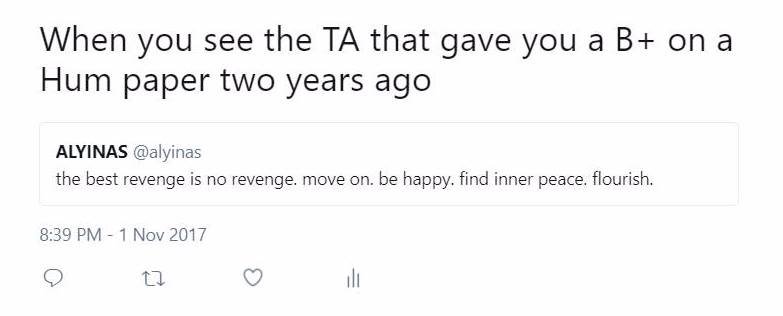 When you see the TA that gave you a B+ on a
Hum paper two years ago
ALYINAS @alyinas
the best revenge is no revenge. move on. be happy. find inner peace. flourish.
8:39 PM - 1 Nov 2017